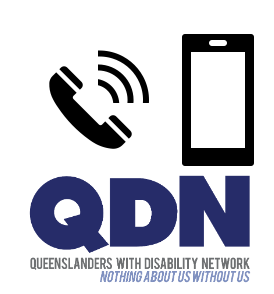 QDN
QUEENSLANDERS WITH DISABILITY NETWORK
NOTHING ABOUT US WITHOUT US